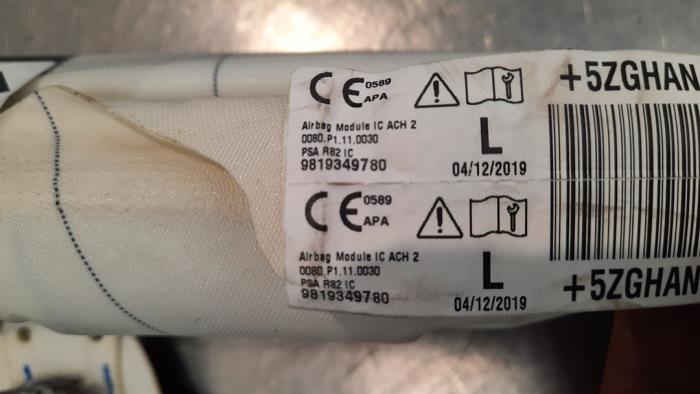 CE 0589
APA
Airbag Module IC ACH 2
0080.P1.11.0030
PSA R82 IC
9819349780
L
04/12/2019
+5ZGHAN
CE 0589
APA
Airbag Module IC ACH 2
0080.P1.11.0030
PSA R82 IC
9819349780
L
04/12/2019
+5ZGHAN